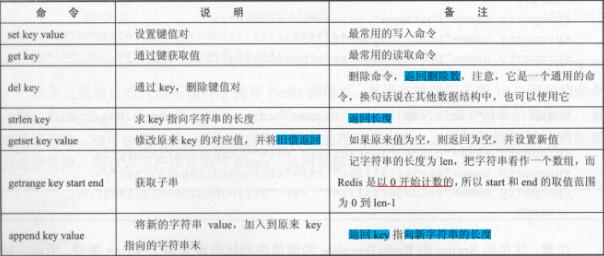 命 令 说 明 备 注
set key value 设置键值对 最常用的写入命令
get key 通过键获取值 最常用的读取命令
del key 通过 key，删除键值对 删除命令，返回删除数，注意，它是一个通用的命
令，换句话说在其他数据结构中，也可以使用它
strlen key 求 key 指向字符串的长度 返回长度
getset key value 修改原来 key 的对应值，并将旧值返回 如果原来值为空，则返回为空，并设置新值
getrange key start end 获取子串 记字符串的长度为 len，把字符串看作一个数组，而
Redis 是以 0 开始计数的，所以 start 和 end 的取值范
围为 0 到 len-1
append key value 将新的字符串 value，加入到原来 key
指向的字符串末 返回 key 指向新字符串的长度